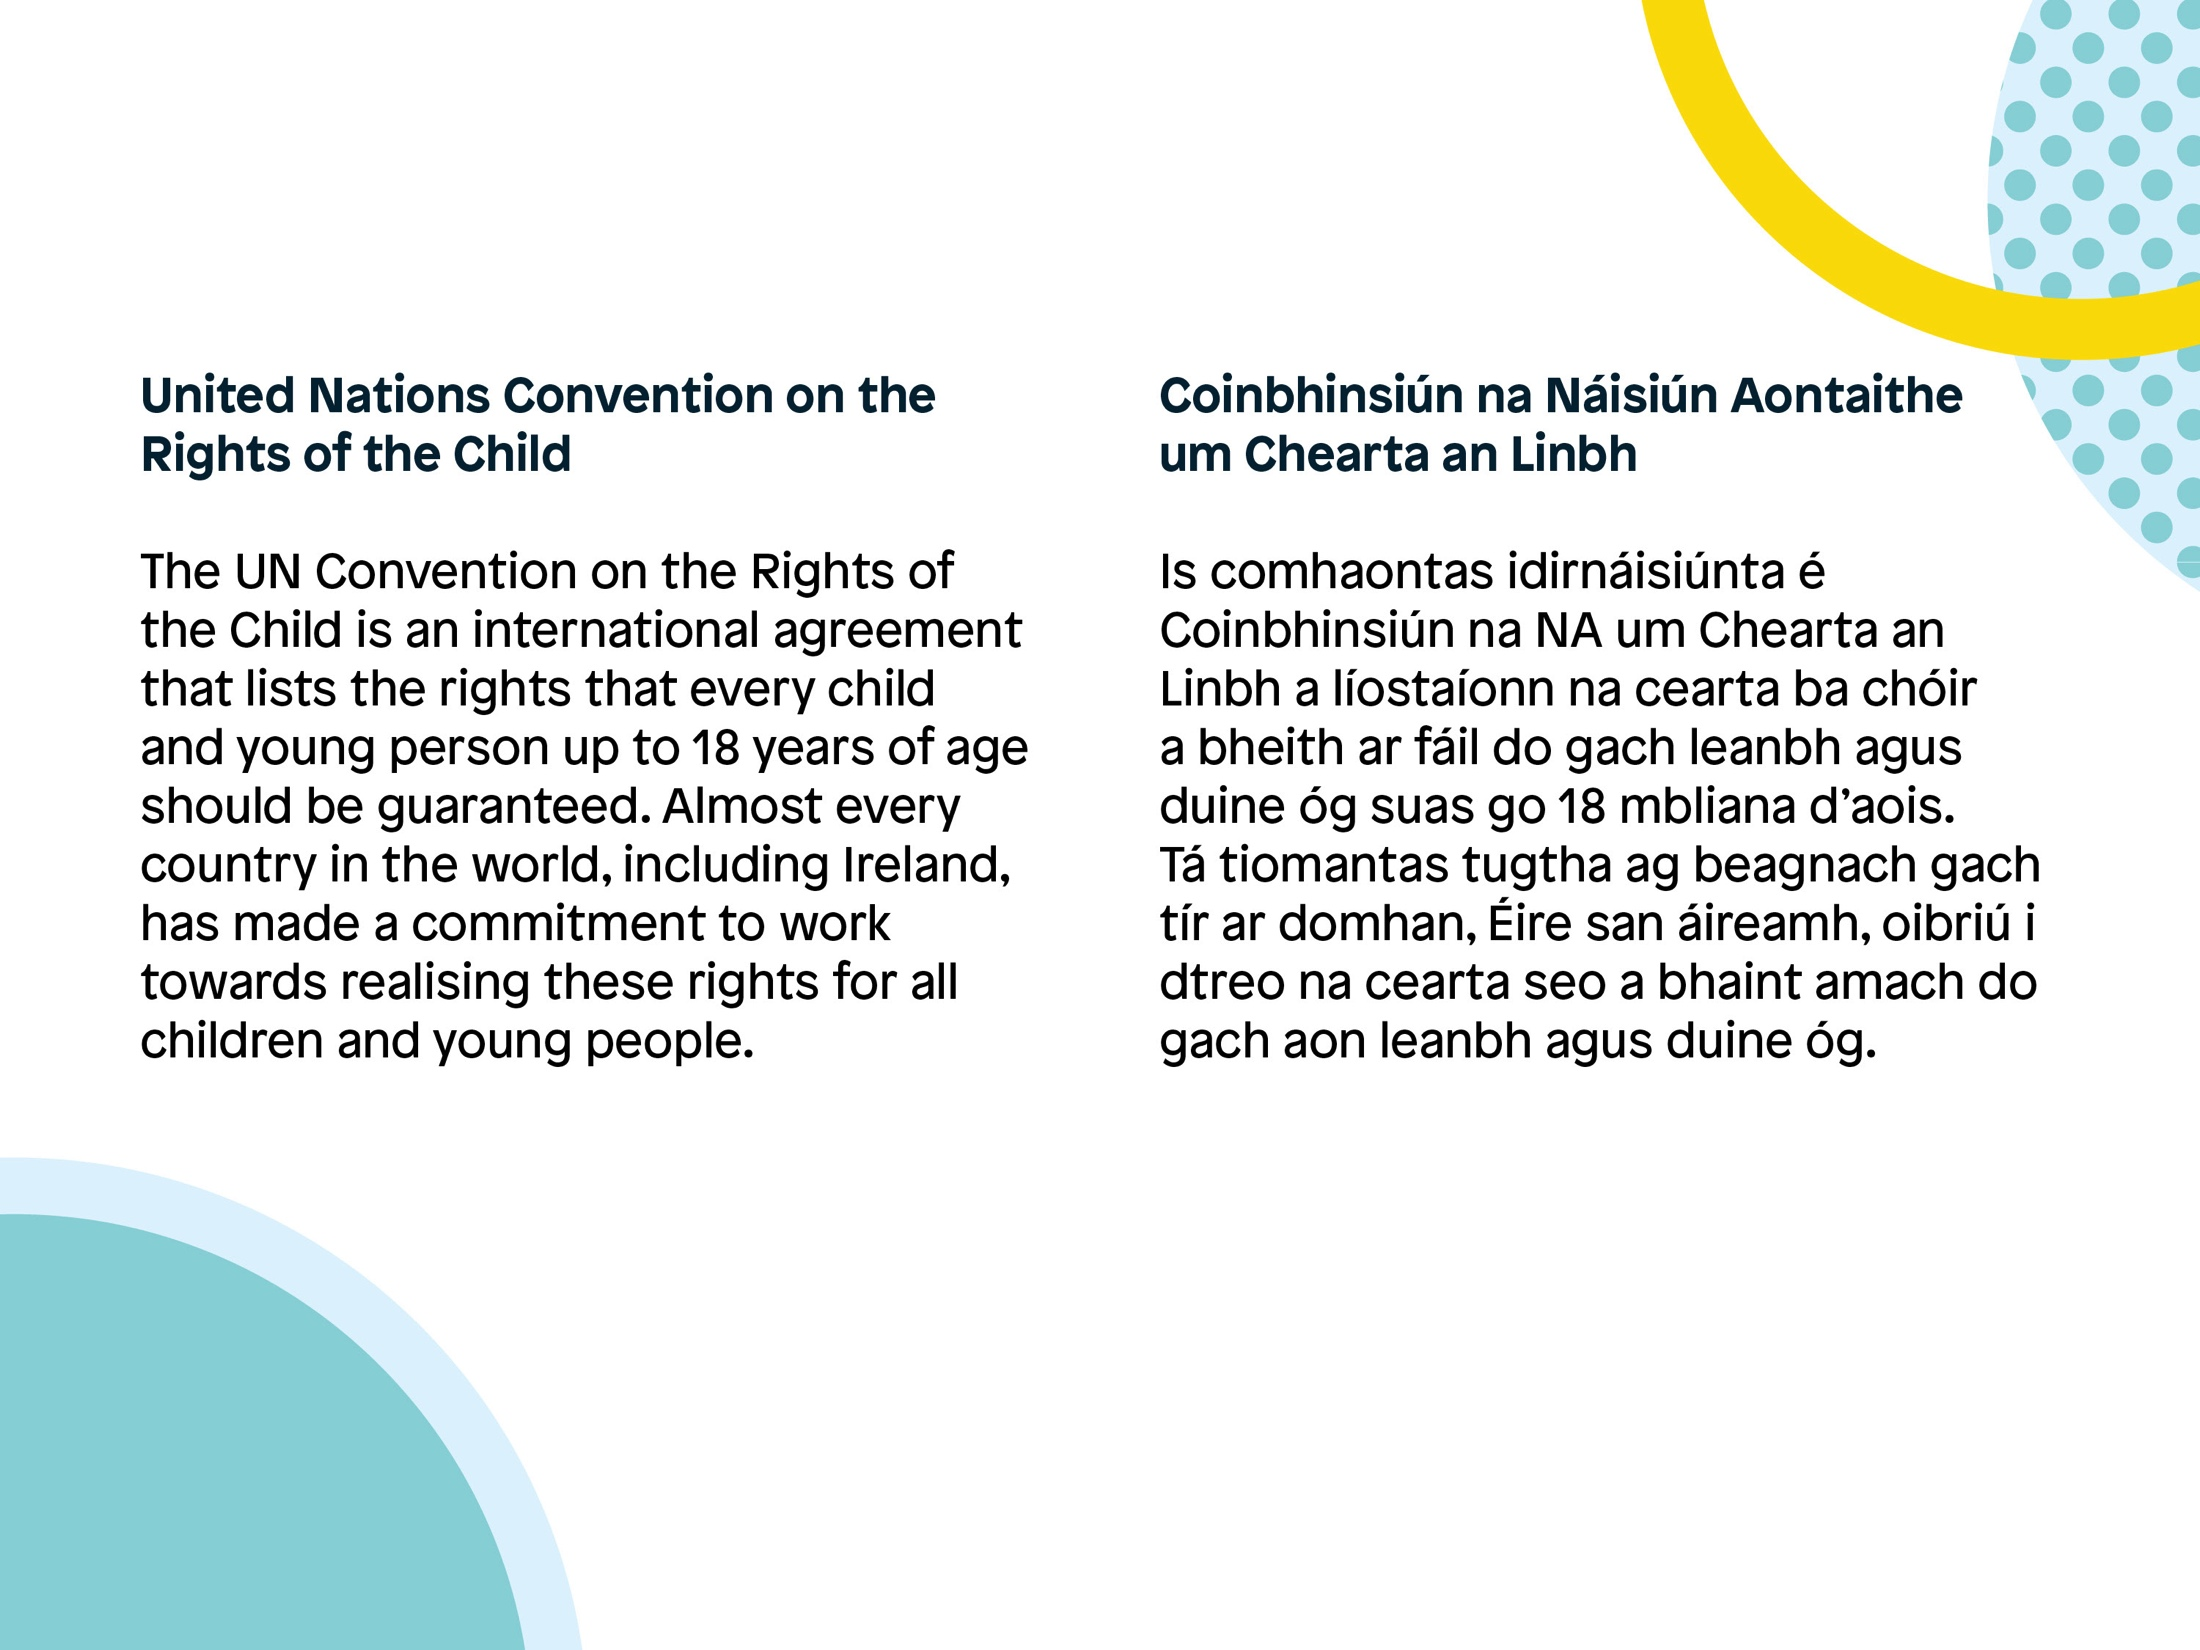 United Nations Convention on the
Rights of the Child
The UN Convention on the Rights of
the Child is an international agreement
that lists the rights that every child
and young person up to 18 years of age
should be guaranteed. Almost every
country in the world, including Ireland,
has made a commitment to work
towards realising these rights for all
children and young people.
Coinbhinsiún na Náisiún Aontaithe
um Chearta an Linbh
Is comhaontas idirnáisiúnta é
Coinbhinsiún na NA um Chearta an
Linbh a líostaíonn na cearta ba chóir
a bheith ar fáil do gach leanbh agus
duine óg suas go 18 mbliana d’aois.
Tá tiomantas tugtha ag beagnach gach
tír ar domhan, Éire san áireamh, oibriú i
dtreo na cearta seo a bhaint amach do
gach aon leanbh agus duine óg.